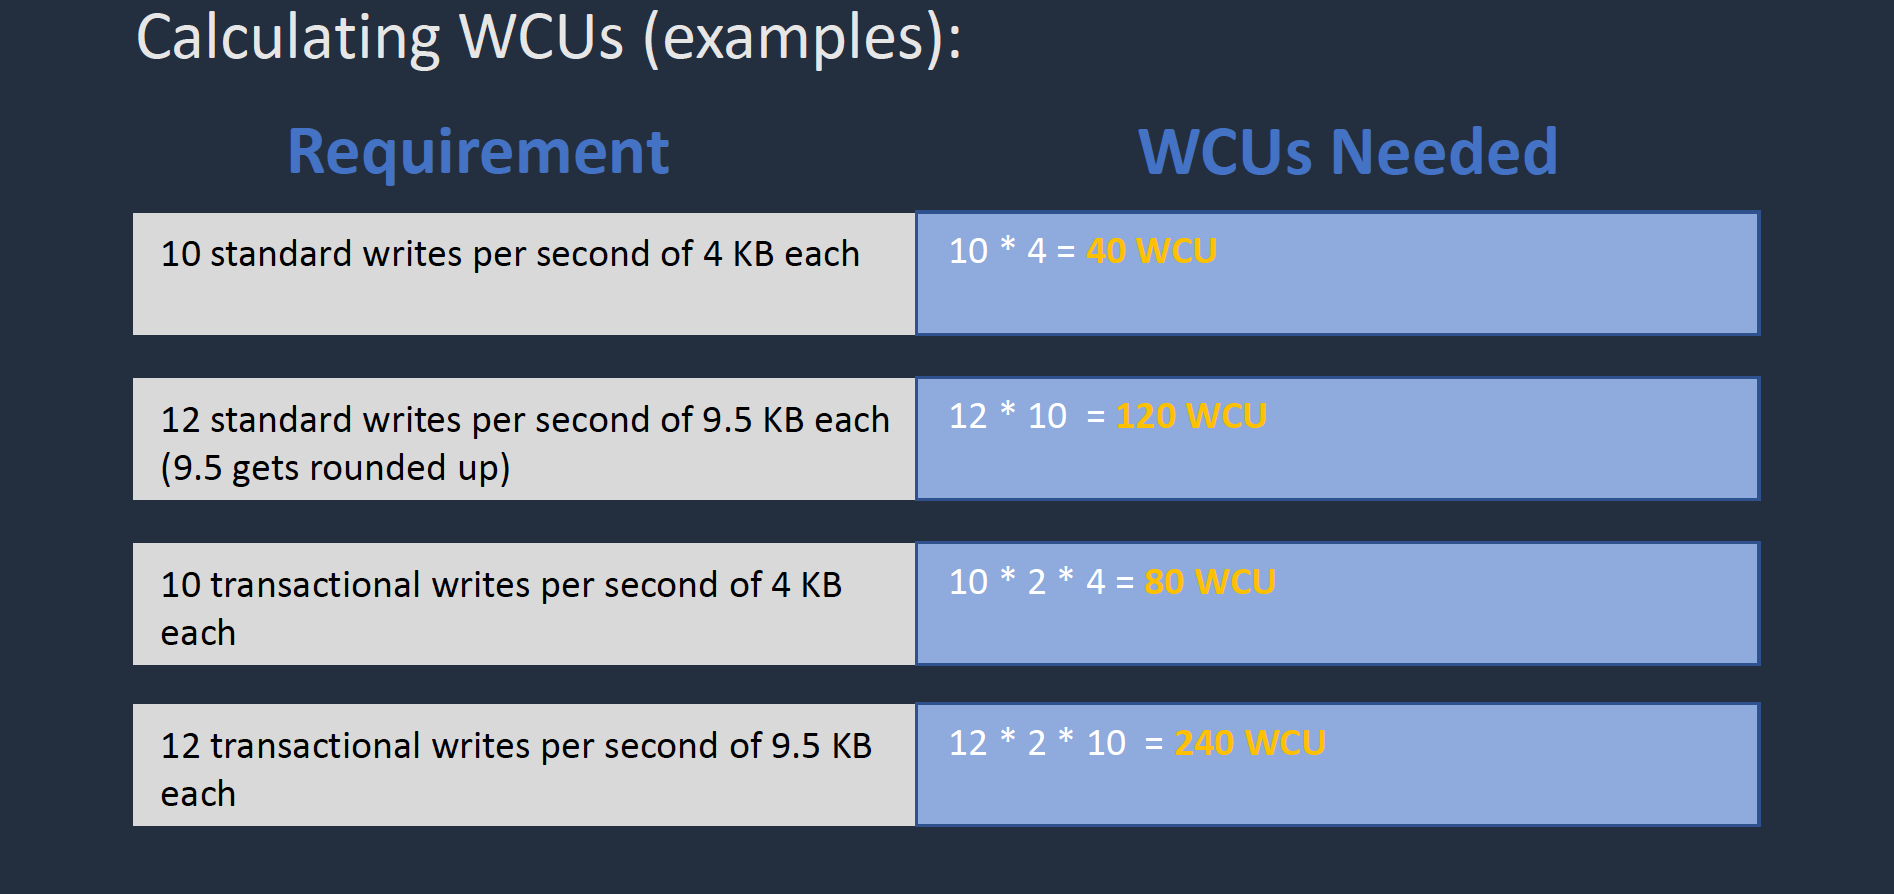 Calculating WCUs (examples):
Requirement
WCUs Needed
10 standard writes per second of 4 KB each
10 * 4 = 40 WCU
12 standard writes per second of 9.5 KB each
(9.5 gets rounded up)
12 * 10  = 120 WCU
10 transactional writes per second of 4 KB
each
10 * 2 * 4 = 80 WCU
12 transactional writes per second of 9.5 KB
each
12 * 2 * 10  = 240 WCU